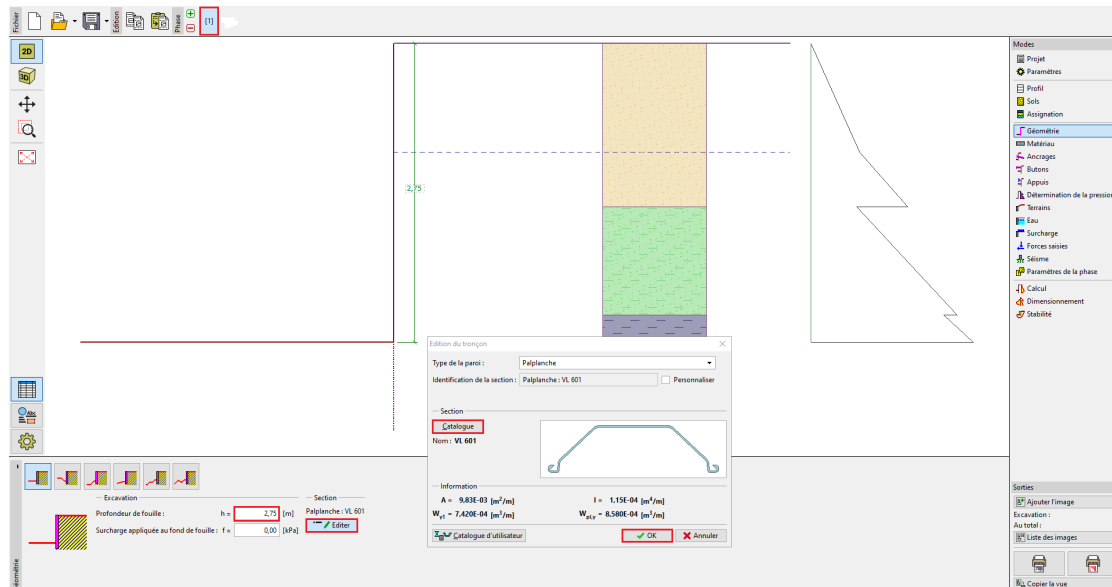 Fichier
Edition
Phase
[1]
2D
3D
Abc
2,75
Modes
Projet
Paramètres
Profil
Sols
Assignation
Géométrie
Matériau
Ancrages
Butons
Appuis
Détermination de la pression
Terrains
Eau
Surcharge
Forces saisies
Séisme
Paramètres de la phase
Calcul
Dimensionnement
Stabilité
Edition du tronçon
Type de la paroi : Palplanche
Identification de la section : Palplanche : VL 601 Personnaliser
Section
Catalogue
Nom : VL 601
Information
A = 9,83E-03 [m²/m] I = 1,15E-04 [m⁴/m]
Wy1 = 7,420E-04 [m³/m] Wpl,y = 8,580E-04 [m³/m]
Catalogue d'utilisateur OK Annuler
Excavation
Profondeur de fouille : h = 2,75 [m]
Surcharge appliquée au fond de fouille : f = 0,00 [kPa]
Section
Palplanche : VL 601
Editer
Géométrie
Sorties
Ajouter l'image
Excavation :
Au total :
Liste des images
Copier la vue